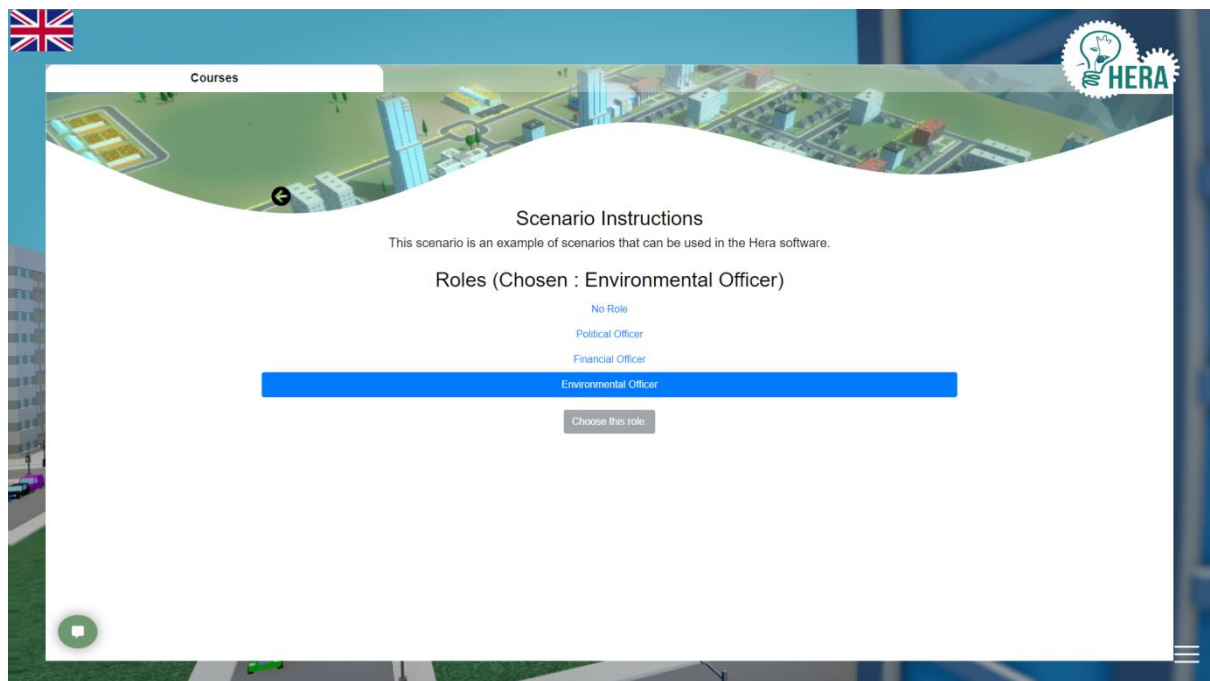 Courses
HERA
Scenario Instructions
This scenario is an example of scenarios that can be used in the Hera software.
Roles (Chosen : Environmental Officer)
No Role
Political Officer
Financial Officer
Environmental Officer
Choose this role.